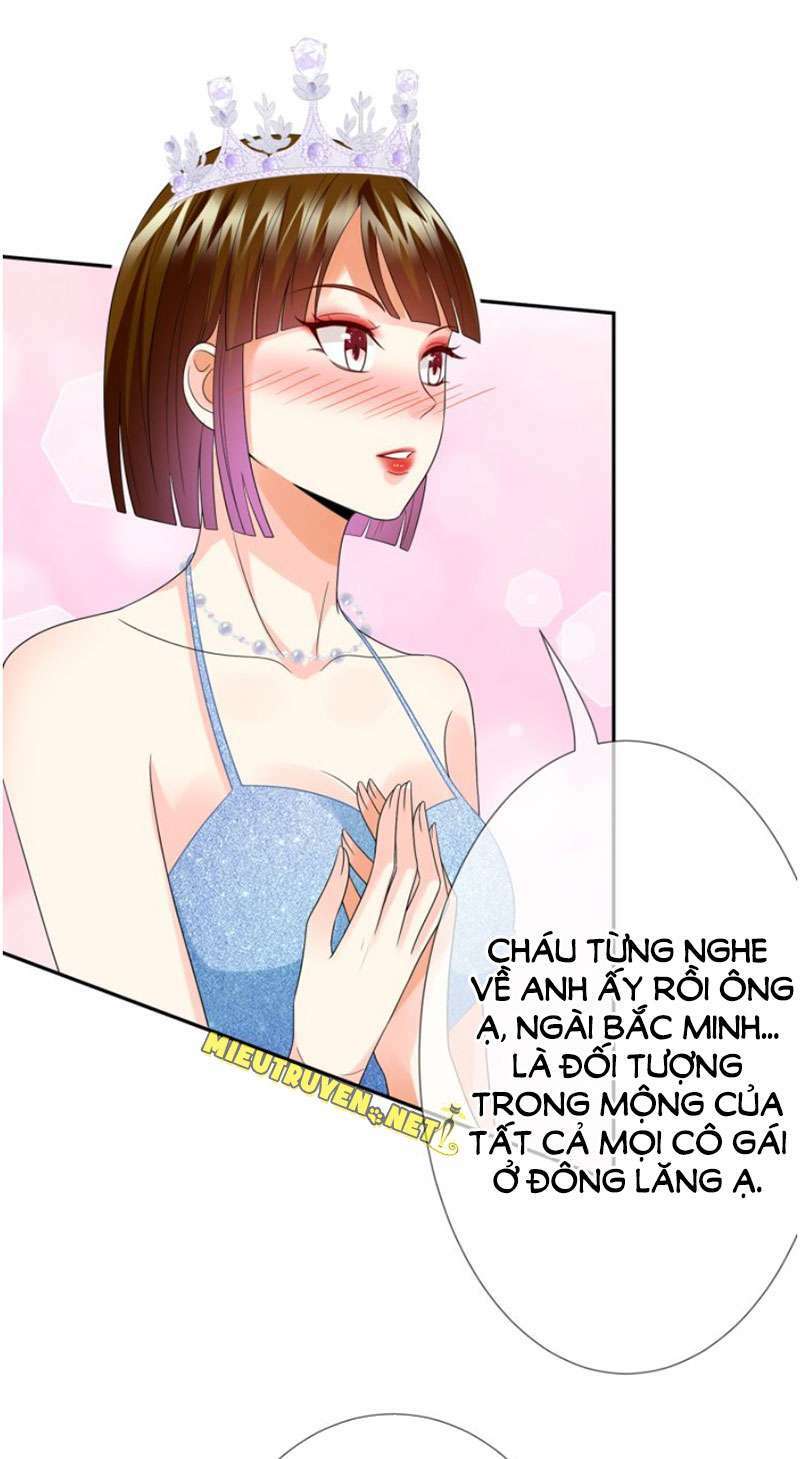 CHÁU TỪNG NGHE
VỀ ANH ẤY RỒI ÔNG
Ạ, NGÀI BẮC MINH...
LÀ ĐỐI TƯỢNG
TRONG MỘNG CỦA
TẤT CẢ MỌI CÔ GÁI
Ở ĐÔNG LĂNG Ạ.
MIEUTRUYEN.NET